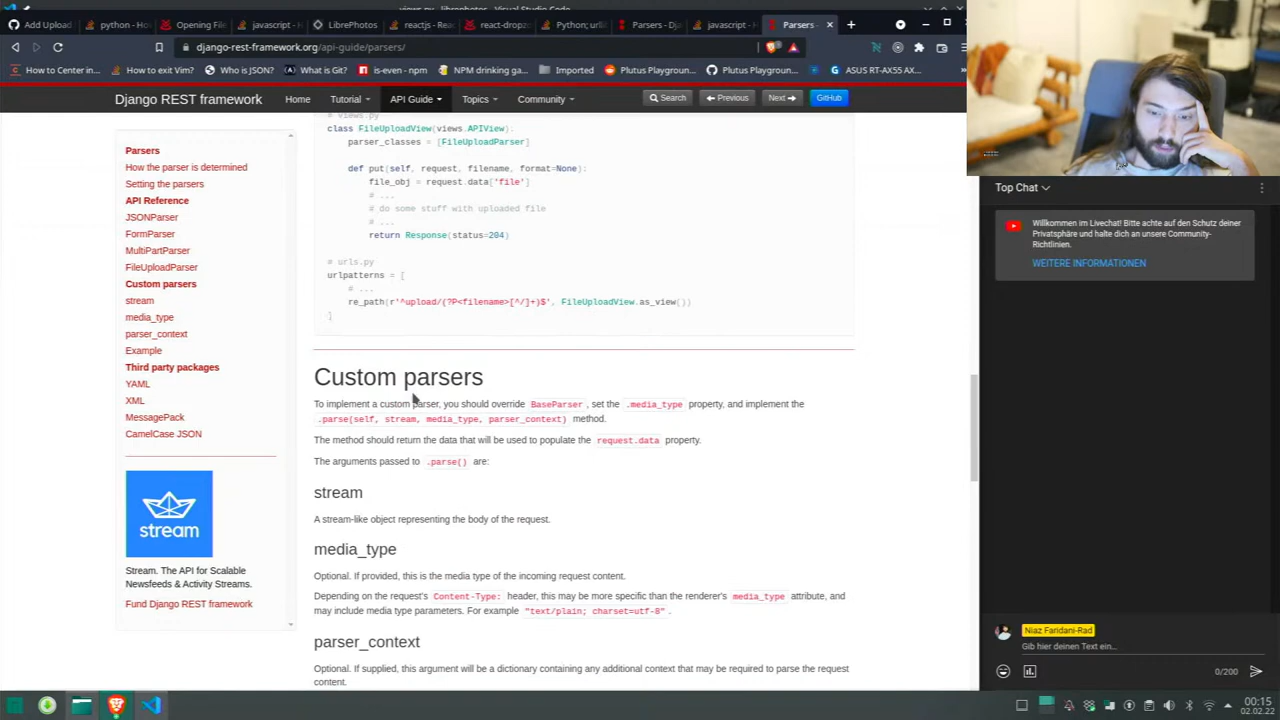 views.py - librephotos - Visual Studio Code
Add Upload
python - Ho
Opening File
javascript - 
LibrePhotos
reactjs - Rea
react-dropzo
Python; urlli
Parsers - Dja
javascript - 
Parsers -
django-rest-framework.org/api-guide/parsers/
How to Center in...
How to exit Vim?
Who is JSON?
What is Git?
is-even - npm
NPM drinking ga...
Imported
Plutus Playgroun...
Plutus Playgroun...
ASUS RT-AX55 AX...
Django REST framework
Home
Tutorial
API Guide
Topics
Community
Search
Previous
Next
GitHub
Parsers
How the parser is determined
Setting the parsers
API Reference
JSONParser
FormParser
MultiPartParser
FileUploadParser
Custom parsers
stream
media_type
parser_context
Example
Third party packages
YAML
XML
MessagePack
CamelCase JSON
stream
Stream. The API for Scalable
Newsfeeds & Activity Streams.
Fund Django REST framework
# views.py
class FileUploadView(views.APIView):
parser_classes = [FileUploadParser]
def put(self, request, filename, format=None):
file_obj = request.data['file']
# ...
# do some stuff with uploaded file
# ...
return Response(status=204)
# urls.py
urlpatterns = [
# ...
re_path(r'^upload/(?P<filename>[^/]+)$', FileUploadView.as_view())
]
Custom parsers
To implement a custom parser, you should override BaseParser, set the .media_type property, and implement the
.parse(self, stream, media_type, parser_context) method.
The method should return the data that will be used to populate the request.data property.
The arguments passed to .parse() are:
stream
A stream-like object representing the body of the request.
media_type
Optional. If provided, this is the media type of the incoming request content.
Depending on the request's Content-Type: header, this may be more specific than the renderer's media_type attribute, and
may include media type parameters. For example "text/plain; charset=utf-8".
parser_context
Optional. If supplied, this argument will be a dictionary containing any additional context that may be required to parse the request
content.
Top Chat
Willkommen im Livechat! Bitte achte auf den Schutz deiner
Privatsphäre und halte dich an unsere Community-
Richtlinien.
WEITERE INFORMATIONEN
Niaz Faridani-Rad
Gib hier deinen Text ein...
0/200
00:15
02.02.22